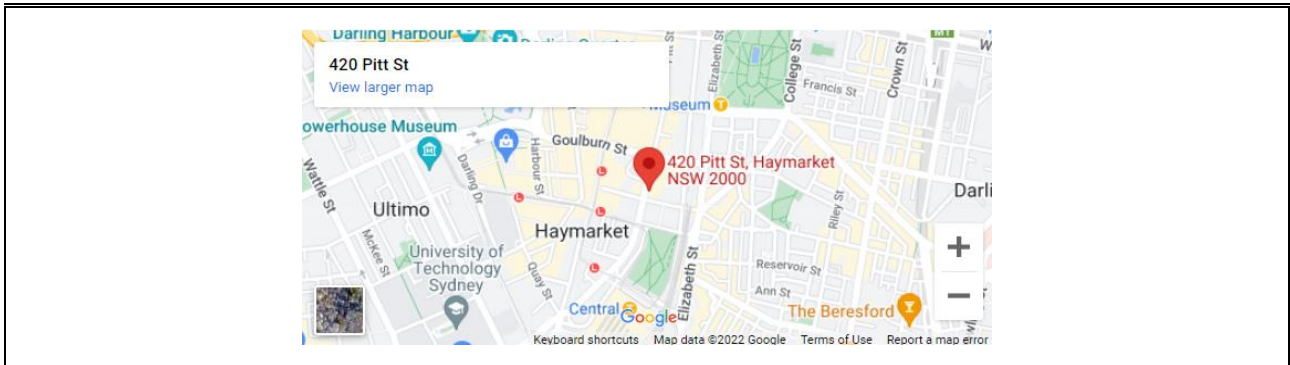 Darling Harbour
M1
420 Pitt St
View larger map
Elizabeth St
College St
Crown St
Francis St
Museum
owerhouse Museum
Goulburn St
Harbour St
420 Pitt St, Haymarket
NSW 2000
Darling Dr
Wattle St
Ultimo
Riley St
Darli
Haymarket
McKee St
University of
Technology
Sydney
Quay St
Elizabeth St
Reservoir St
Ann St
Central
Google
The Beresford
Keyboard shortcuts Map data ©2022 Google Terms of Use Report a map error